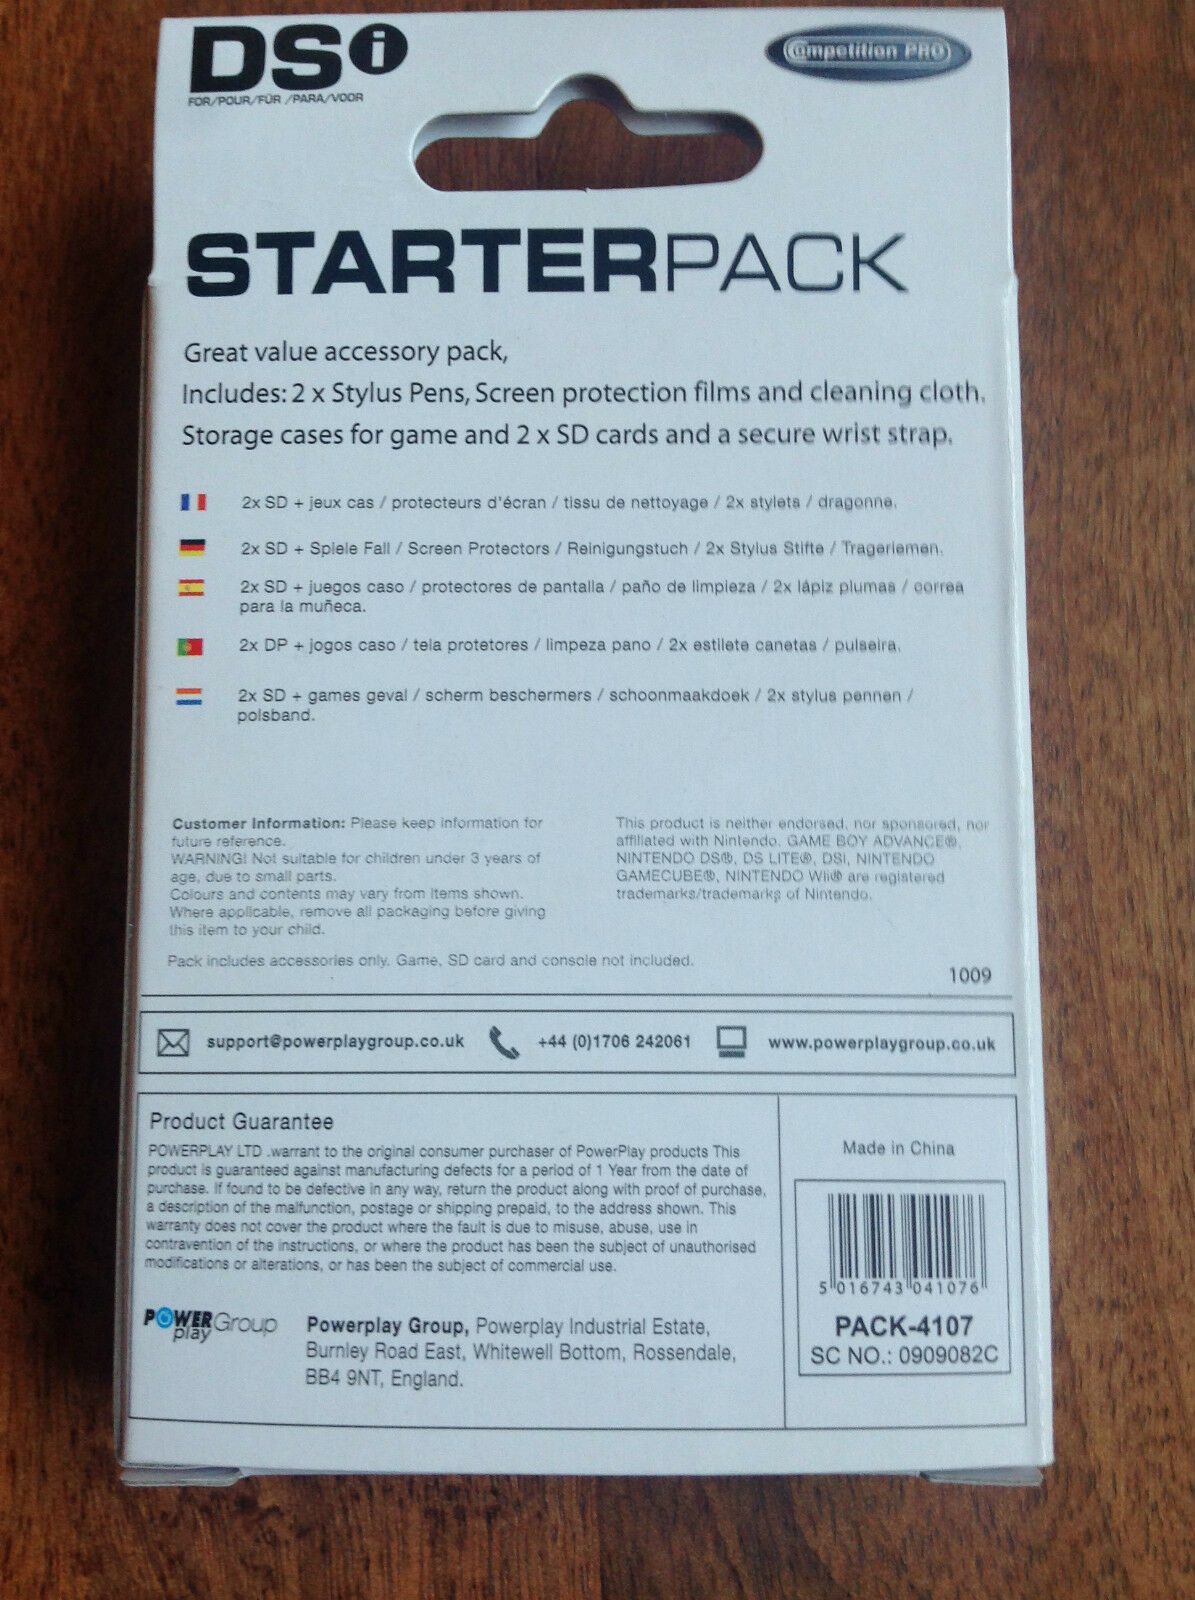 DSi
FOR/POUR/FÜR /PARA/VOOR
Competition PRO
STARTERPACK
Great value accessory pack,
Includes: 2 x Stylus Pens, Screen protection films and cleaning cloth.
Storage cases for game and 2 x SD cards and a secure wrist strap.
2x SD + jeux cas / protecteurs d'écran / tissu de nettoyage / 2x stylets / dragonne.
2x SD + Spiele Fall / Screen Protectors / Reinigungstuch / 2x Stylus Stifte / Trageriemen.
2x SD + juegos caso / protectores de pantalla / paño de limpieza / 2x lápiz plumas / correa
para la muñeca.
2x DP + jogos caso / tela protetores / limpeza pano / 2x estilete canetas / pulseira.
2x SD + games geval / scherm beschermers / schoonmaakdoek / 2x stylus pennen /
polsband.
Customer Information: Please keep information for
future reference.
WARNING! Not suitable for children under 3 years of
age, due to small parts.
Colours and contents may vary from items shown.
Where applicable, remove all packaging before giving
this item to your child.
This product is neither endorsed, nor sponsored, nor
affiliated with Nintendo. GAME BOY ADVANCE®,
NINTENDO DS®, DS LITE®, DSI, NINTENDO
GAMECUBE®, NINTENDO Wii® are registered
trademarks/trademarks of Nintendo.
Pack includes accessories only. Game, SD card and console not included.
1009
support@powerplaygroup.co.uk
+44 (0)1706 242061
www.powerplaygroup.co.uk
Product Guarantee
POWERPLAY LTD .warrant to the original consumer purchaser of PowerPlay products This
product is guaranteed against manufacturing defects for a period of 1 Year from the date of
purchase. If found to be defective in any way, return the product along with proof of purchase,
a description of the malfunction, postage or shipping prepaid, to the address shown. This
warranty does not cover the product where the fault is due to misuse, abuse, use in
contravention of the instructions, or where the product has been the subject of unauthorised
modifications or alterations, or has been the subject of commercial use.
POWER play Group
Powerplay Group, Powerplay Industrial Estate,
Burnley Road East, Whitewell Bottom, Rossendale,
BB4 9NT, England.
Made in China
5 016743 041076
PACK-4107
SC NO.: 0909082C